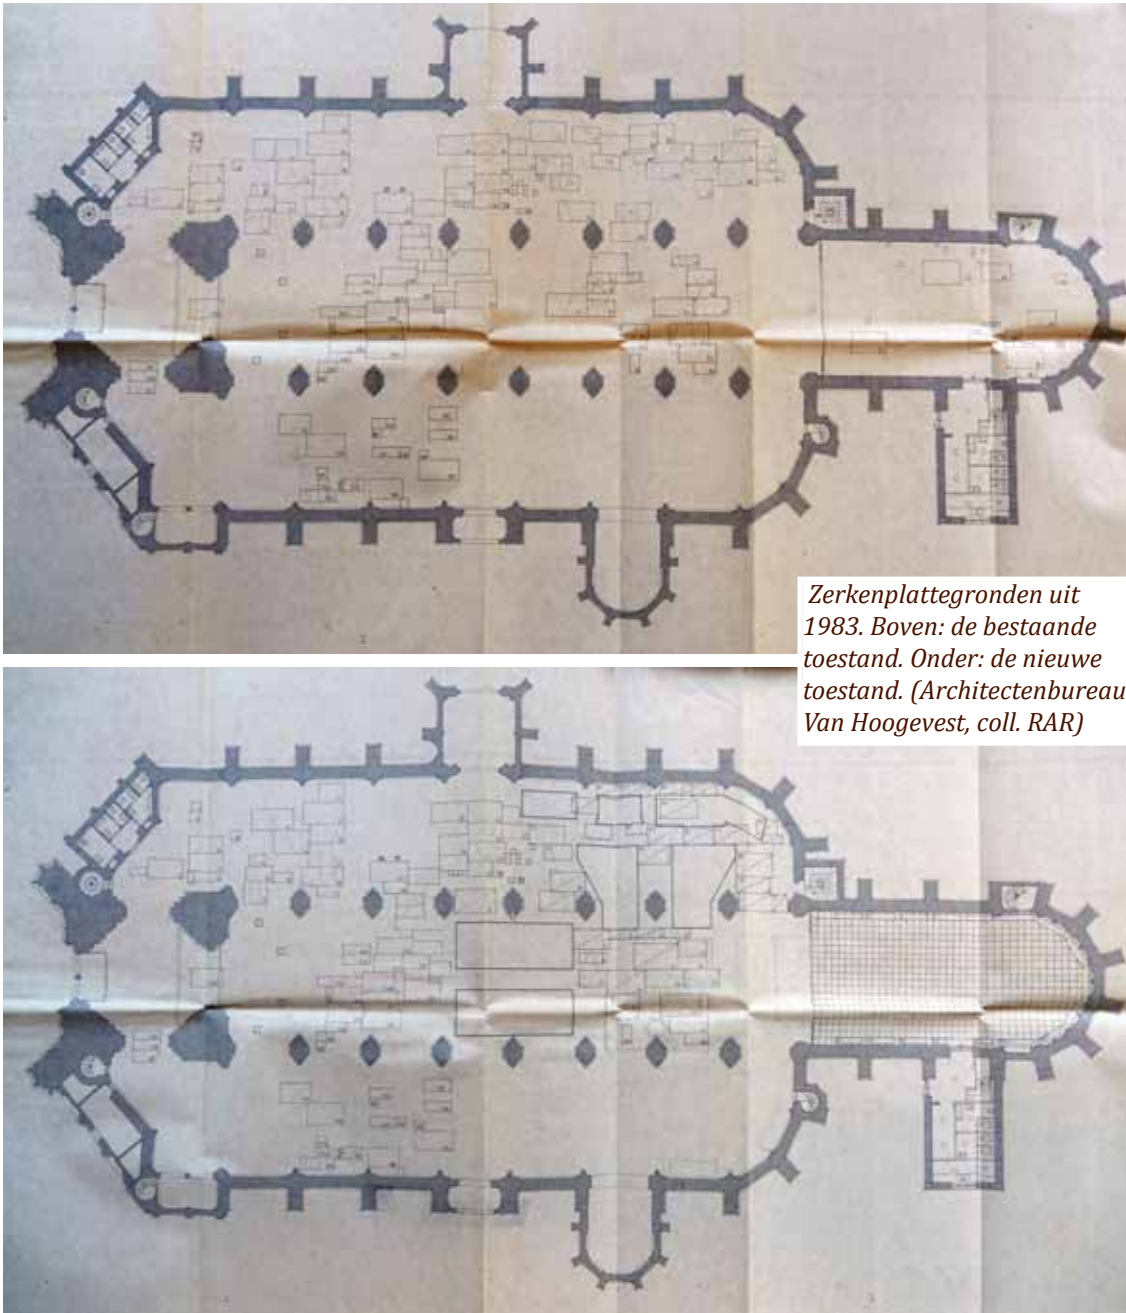 Zerkenplattegronden uit
1983. Boven: de bestaande
toestand. Onder: de nieuwe
toestand. (Architectenbureau
Van Hoogevest, coll. RAR)